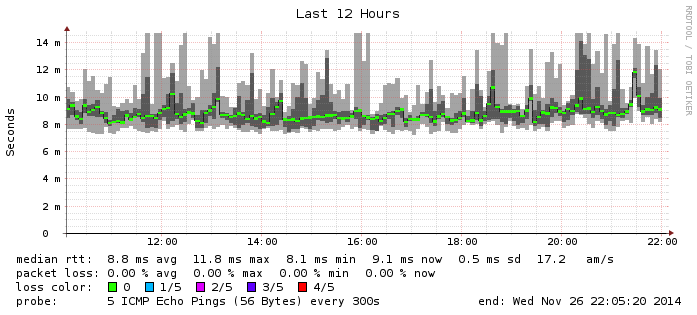 Last 12 Hours
RRDTOOL / TOBI OETIKER
Seconds
14 m
12 m
10 m
8 m
6 m
4 m
2 m
0
12:00 14:00 16:00 18:00 20:00 22:00
median rtt: 8.8 ms avg 11.8 ms max 8.1 ms min 9.1 ms now 0.5 ms sd 17.2 am/s
packet loss: 0.00 % avg 0.00 % max 0.00 % min 0.00 % now
loss color: 0 1/5 2/5 3/5 4/5
probe: 5 ICMP Echo Pings (56 Bytes) every 300s end: Wed Nov 26 22:05:20 2014